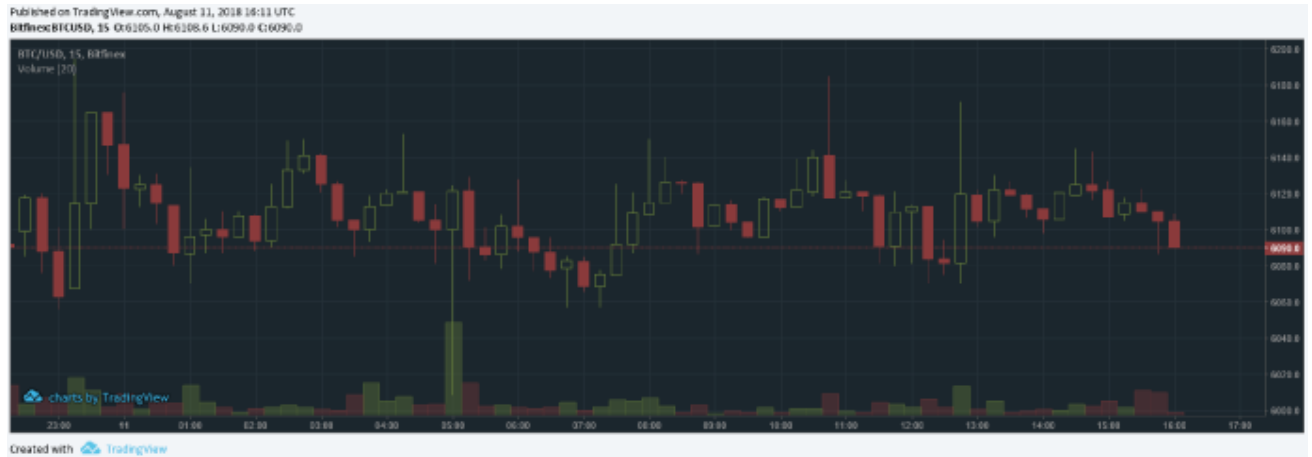 Published on TradingView.com, August 11, 2018 16:11 UTC
Bitfinex:BTCUSD, 15 O:6105.0 H:6108.6 L:6090.0 C:6090.0
BTC/USD, 15, Bitfinex
Volume (20)
6200.0
6180.0
6160.0
6140.0
6120.0
6100.0
6090.0
6080.0
6060.0
6040.0
6020.0
6000.0
charts by TradingView
23:00 11 01:00 02:00 03:00 04:00 05:00 06:00 07:00 08:00 09:00 10:00 11:00 12:00 13:00 14:00 15:00 16:00 17:00
Created with TradingView